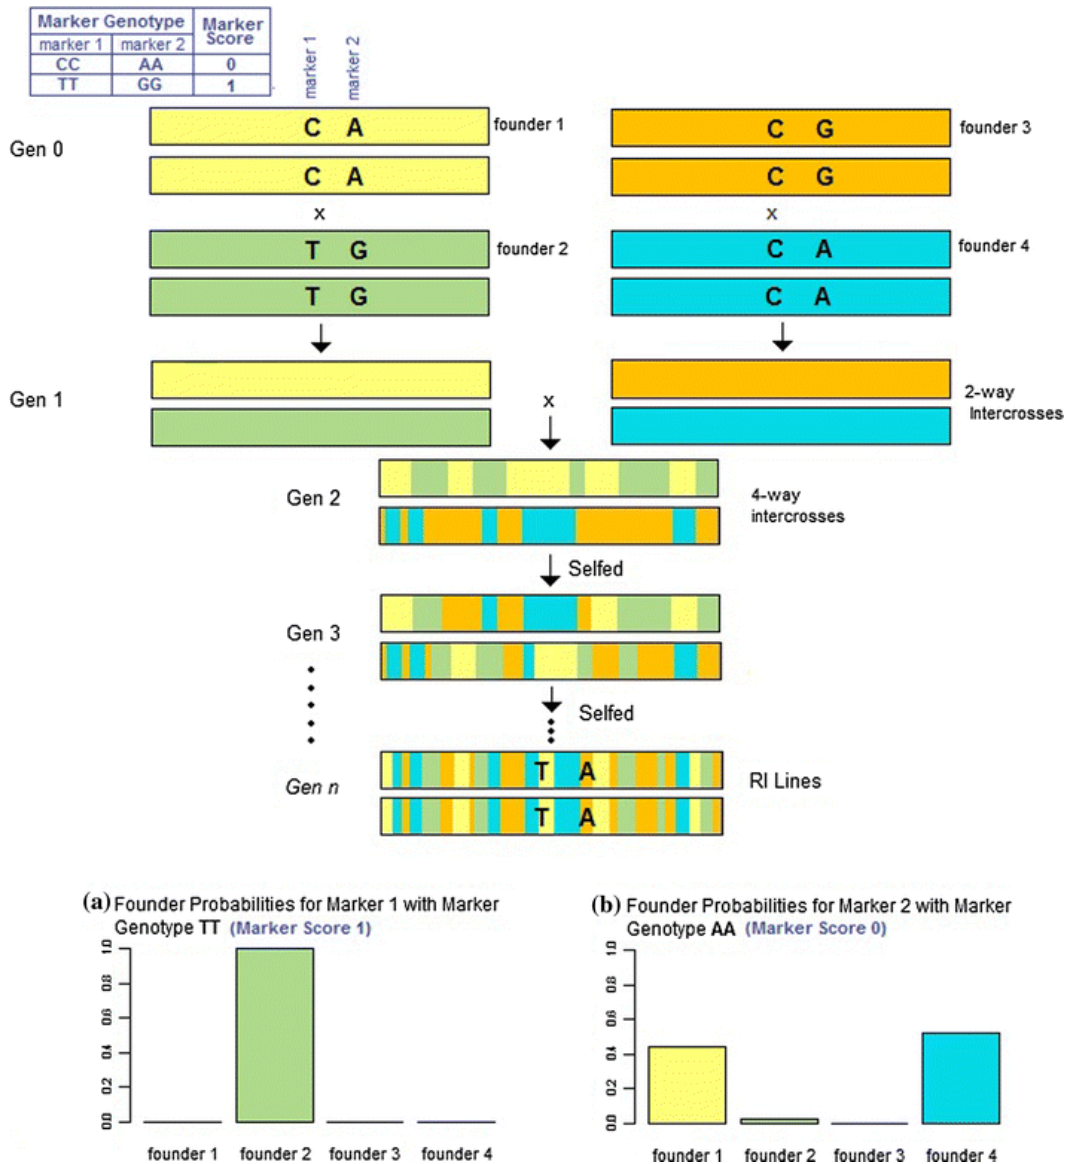 Marker Genotype Marker Score
marker 1 marker 2
CC AA 0
TT GG 1
marker 1
marker 2
Gen 0
C A founder 1
C A
x
T G founder 2
T G
C G founder 3
C G
x
C A founder 4
C A
Gen 1
x
2-way
Intercrosses
Gen 2
4-way
intercrosses
Selfed
Gen 3
Selfed
Gen n
T A
T A
RI Lines
(a) Founder Probabilities for Marker 1 with Marker
Genotype TT (Marker Score 1)
1.0
0.8
0.6
0.4
0.2
0.0
founder 1 founder 2 founder 3 founder 4
(b) Founder Probabilities for Marker 2 with Marker
Genotype AA (Marker Score 0)
1.0
0.8
0.6
0.4
0.2
0.0
founder 1 founder 2 founder 3 founder 4